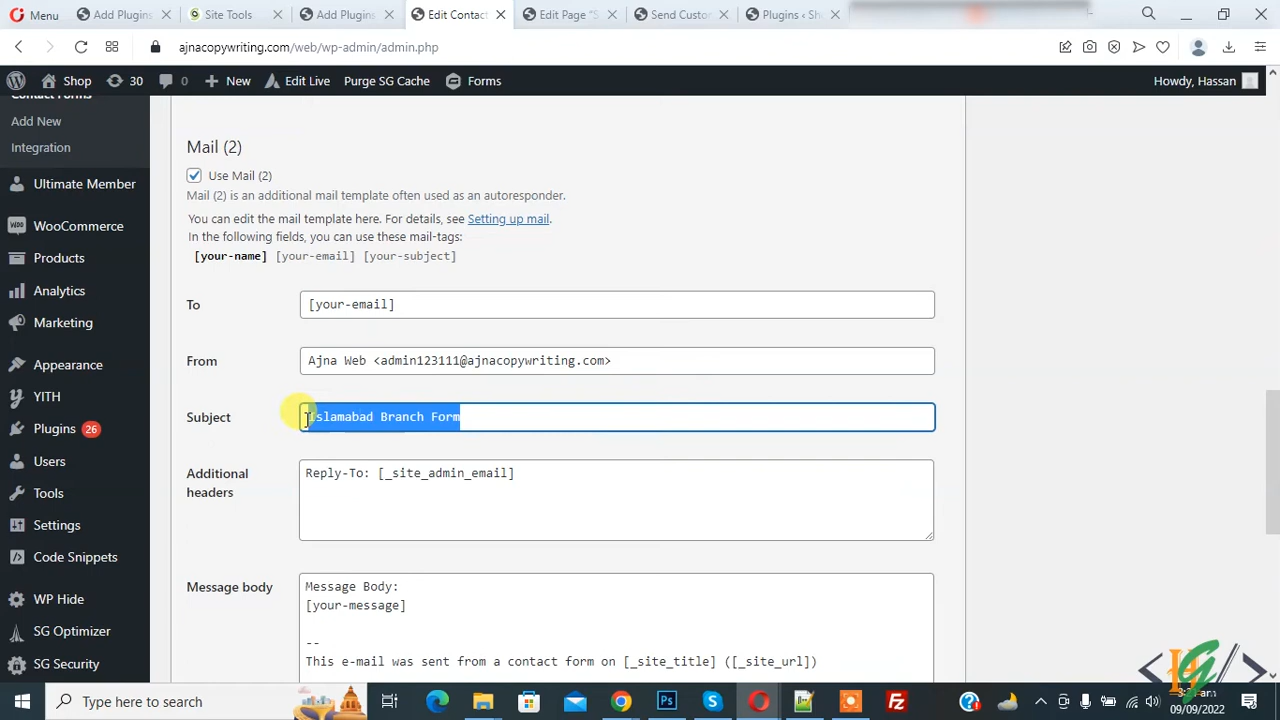 Menu
Add Plugins
Site Tools
Add Plugins
Edit Contact
Edit Page "S
Send Custo
Plugins ‹ Sh
ajnacopywriting.com/web/wp-admin/admin.php
Shop
30
0
New
Edit Live
Purge SG Cache
Forms
Howdy, Hassan
Contact Forms
Add New
Integration
Ultimate Member
WooCommerce
Products
Analytics
Marketing
Appearance
YITH
Plugins 26
Users
Tools
Settings
Code Snippets
WP Hide
SG Optimizer
SG Security
Mail (2)
Use Mail (2)
Mail (2) is an additional mail template often used as an autoresponder.
You can edit the mail template here. For details, see Setting up mail.
In the following fields, you can use these mail-tags:
[your-name] [your-email] [your-subject]
To
[your-email]
From
Ajna Web <admin123111@ajnacopywriting.com>
Subject
Islamabad Branch Form
Additional
headers
Reply-To: [_site_admin_email]
Message body
Message Body:
[your-message]
--
This e-mail was sent from a contact form on [_site_title] ([_site_url])
Type here to search
09/09/2022